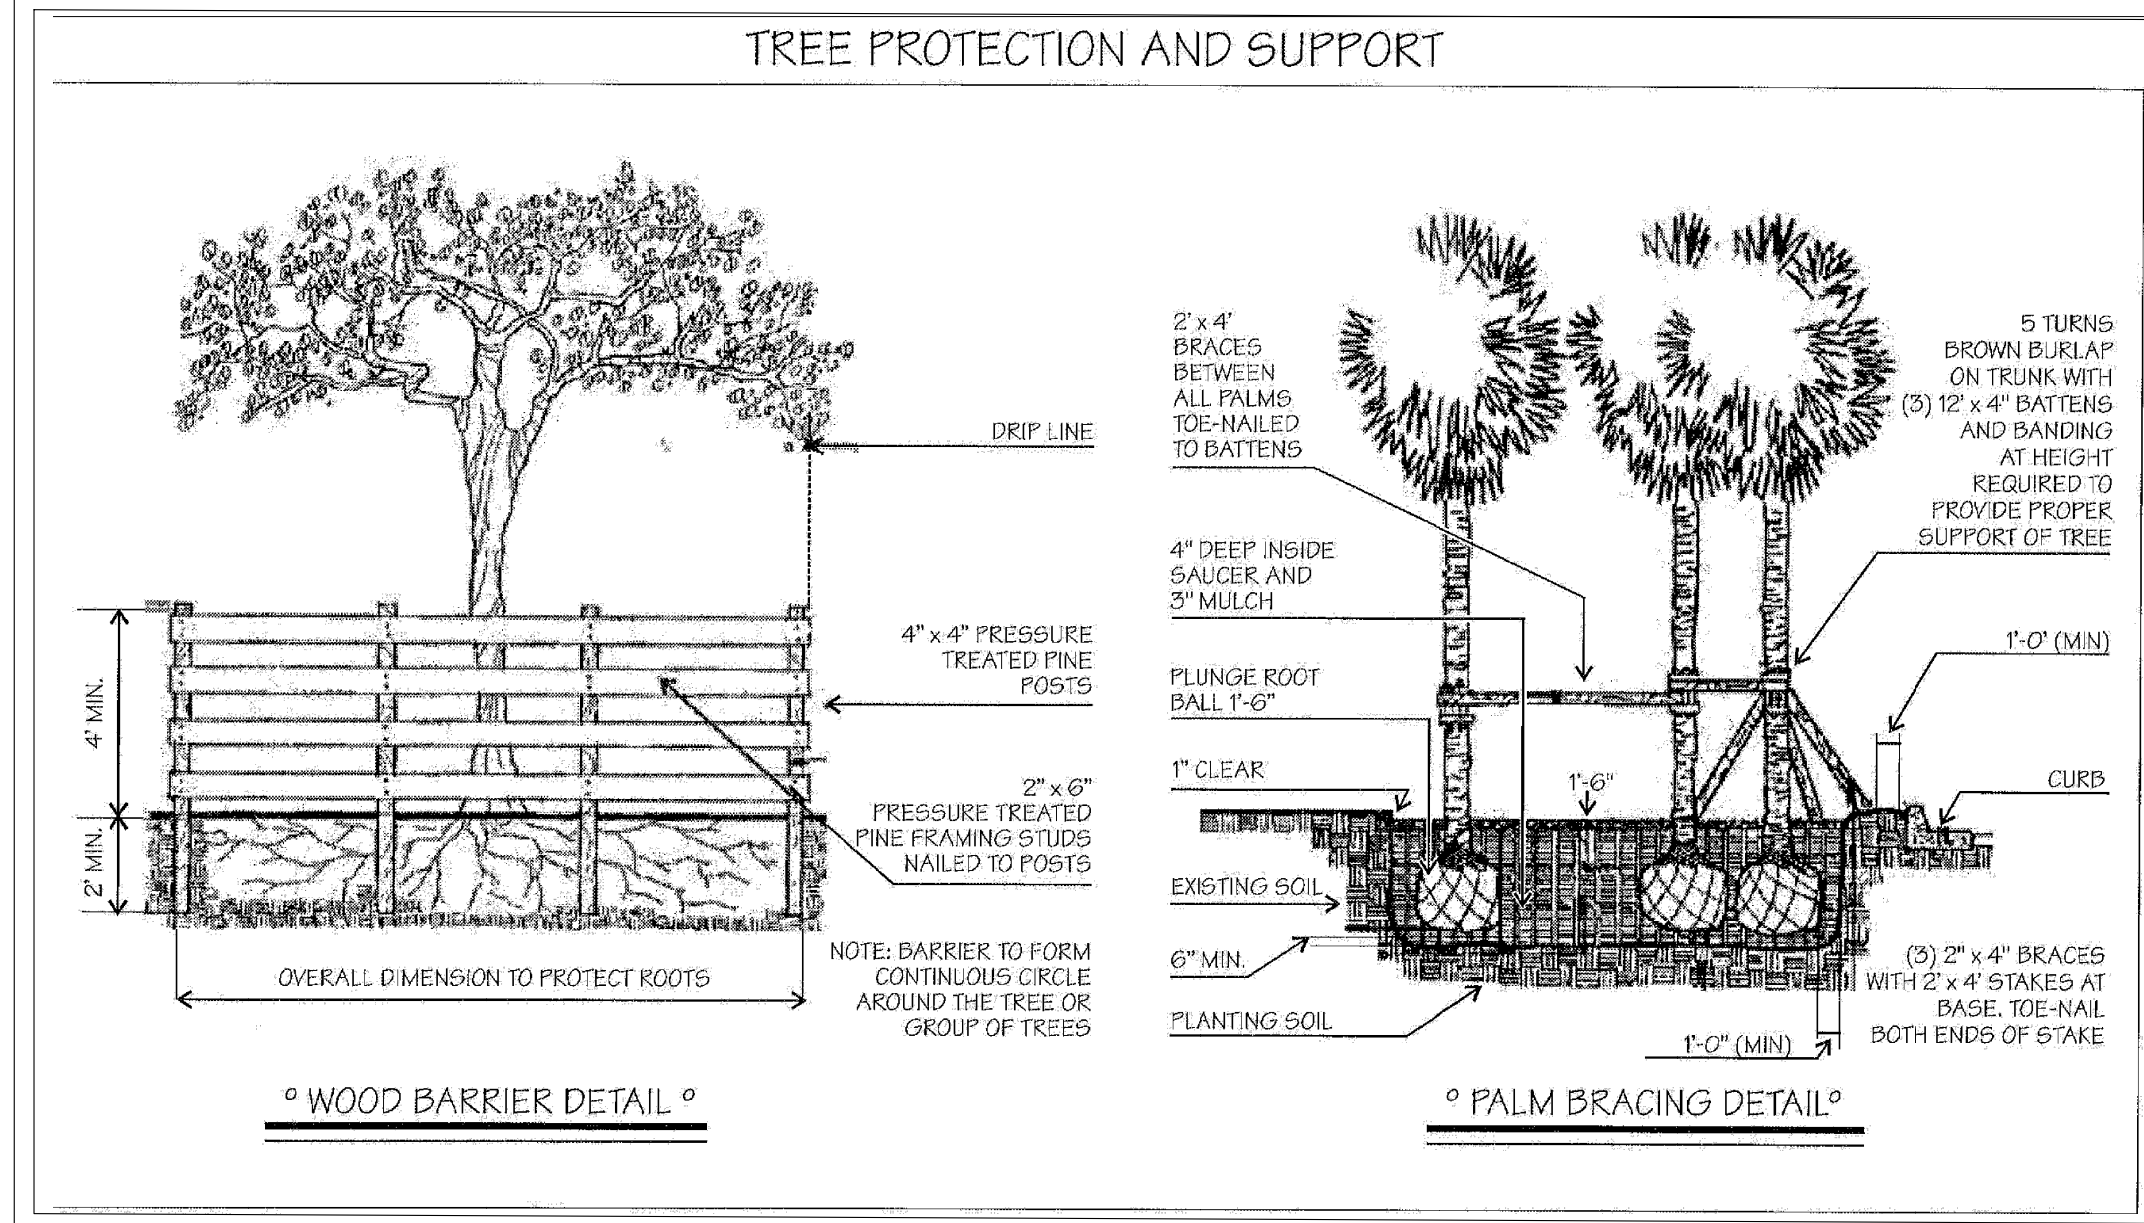 TREE PROTECTION AND SUPPORT
DRIP LINE
4" x 4" PRESSURE
TREATED PINE
POSTS
4' MIN.
2' MIN.
2" x 6"
PRESSURE TREATED
PINE FRAMING STUDS
NAILED TO POSTS
OVERALL DIMENSION TO PROTECT ROOTS
NOTE: BARRIER TO FORM
CONTINUOUS CIRCLE
AROUND THE TREE OR
GROUP OF TREES
° WOOD BARRIER DETAIL °
2' x 4'
BRACES
BETWEEN
ALL PALMS
TOE-NAILED
TO BATTENS
4" DEEP INSIDE
SAUCER AND
3" MULCH
PLUNGE ROOT
BALL 1'-6"
1" CLEAR
EXISTING SOIL
6" MIN.
PLANTING SOIL
1'-6"
5 TURNS
BROWN BURLAP
ON TRUNK WITH
(3) 12' x 4" BATTENS
AND BANDING
AT HEIGHT
REQUIRED TO
PROVIDE PROPER
SUPPORT OF TREE
1'-0' (MIN)
CURB
(3) 2" x 4" BRACES
WITH 2' x 4' STAKES AT
BASE. TOE-NAIL
BOTH ENDS OF STAKE
1'-0" (MIN)
° PALM BRACING DETAIL°